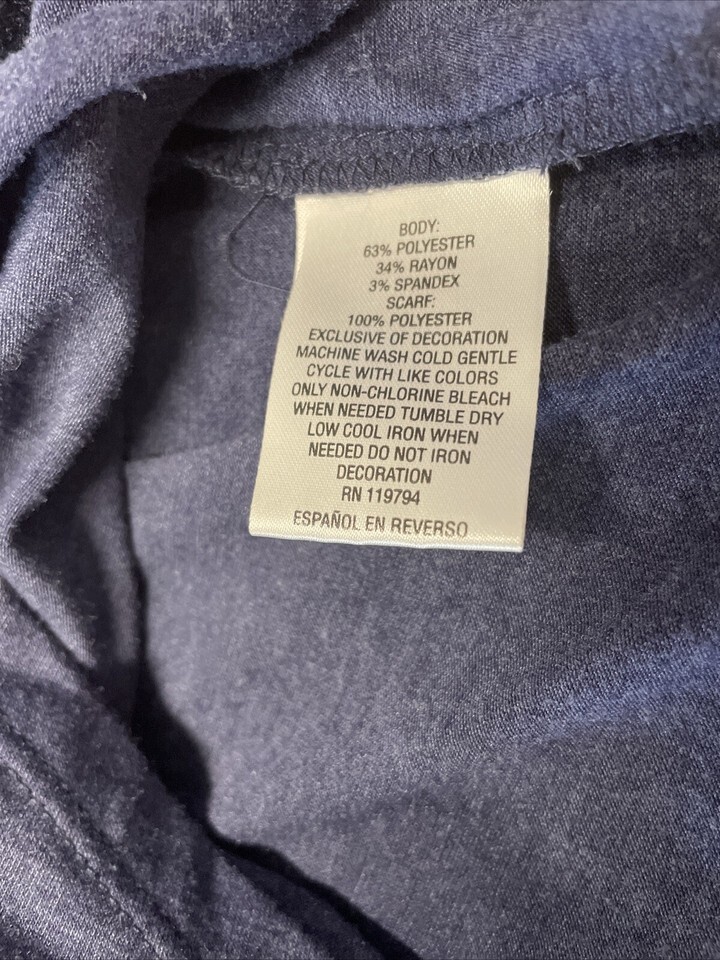 BODY:
63% POLYESTER
34% RAYON
3% SPANDEX
SCARF:
100% POLYESTER
EXCLUSIVE OF DECORATION
MACHINE WASH COLD GENTLE
CYCLE WITH LIKE COLORS
ONLY NON-CHLORINE BLEACH
WHEN NEEDED TUMBLE DRY
LOW COOL IRON WHEN
NEEDED DO NOT IRON
DECORATION
RN 119794
ESPAÑOL EN REVERSO